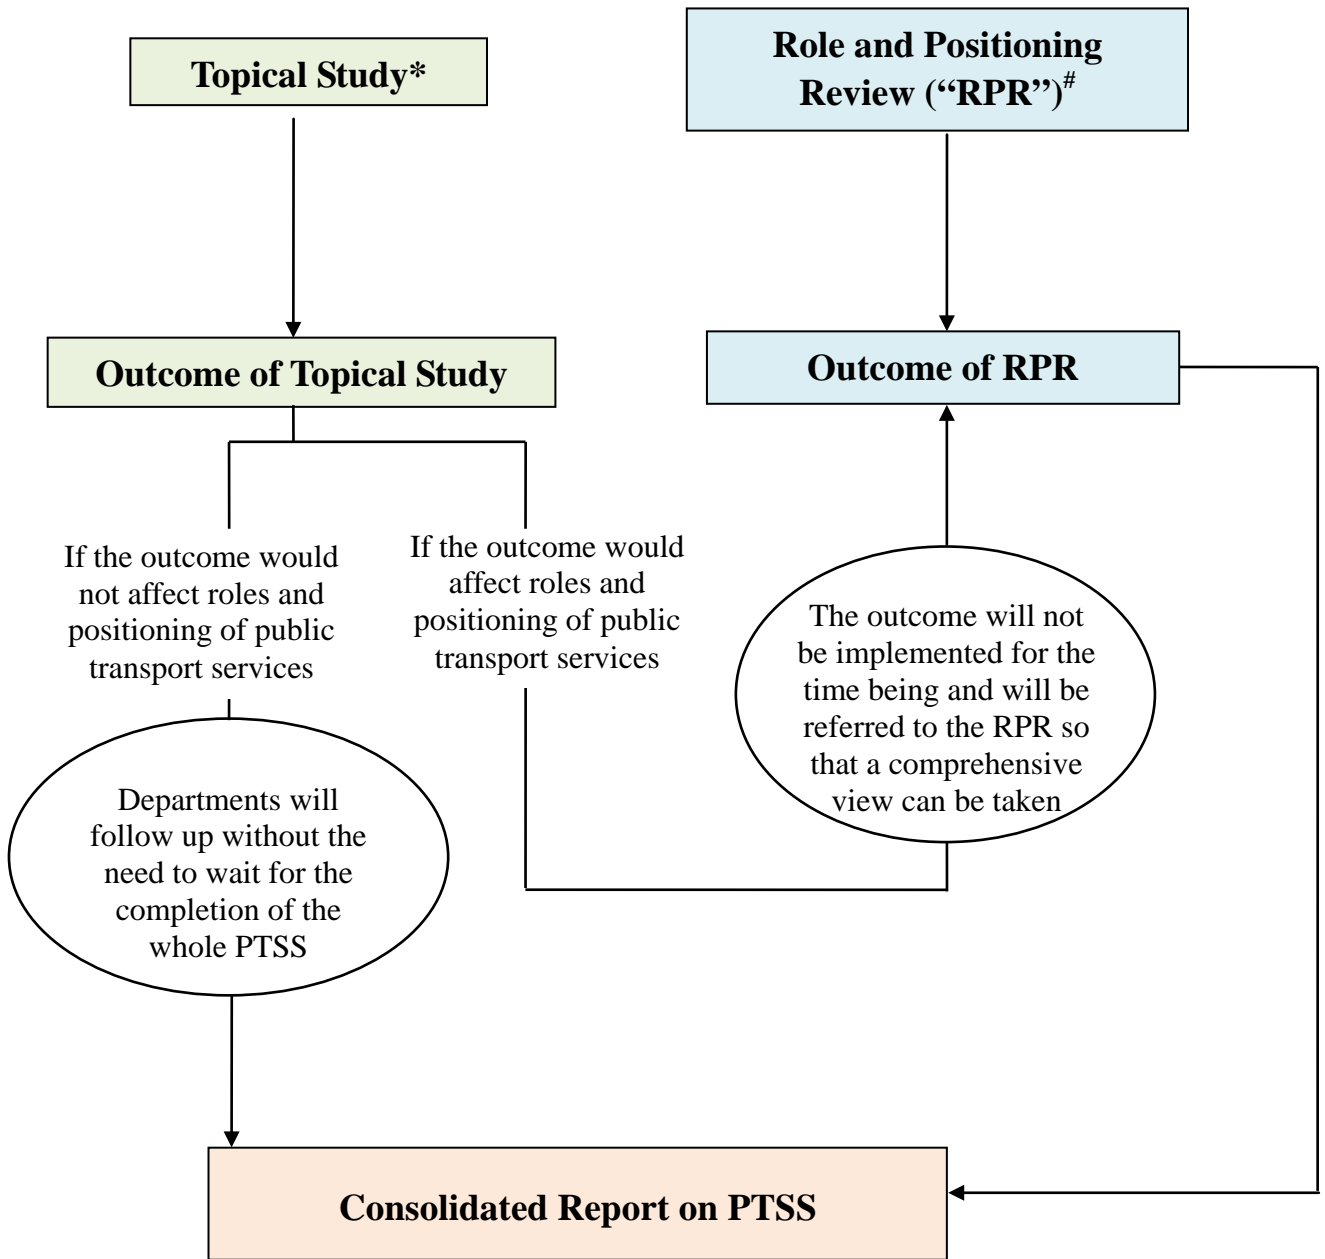 Topical Study*
Role and Positioning
Review (“RPR”)#
Outcome of Topical Study
Outcome of RPR
If the outcome would
not affect roles and
positioning of public
transport services
If the outcome would
affect roles and
positioning of public
transport services
The outcome will not
be implemented for the
time being and will be
referred to the RPR so
that a comprehensive
view can be taken
Departments will
follow up without the
need to wait for the
completion of the
whole PTSS
Consolidated Report on PTSS